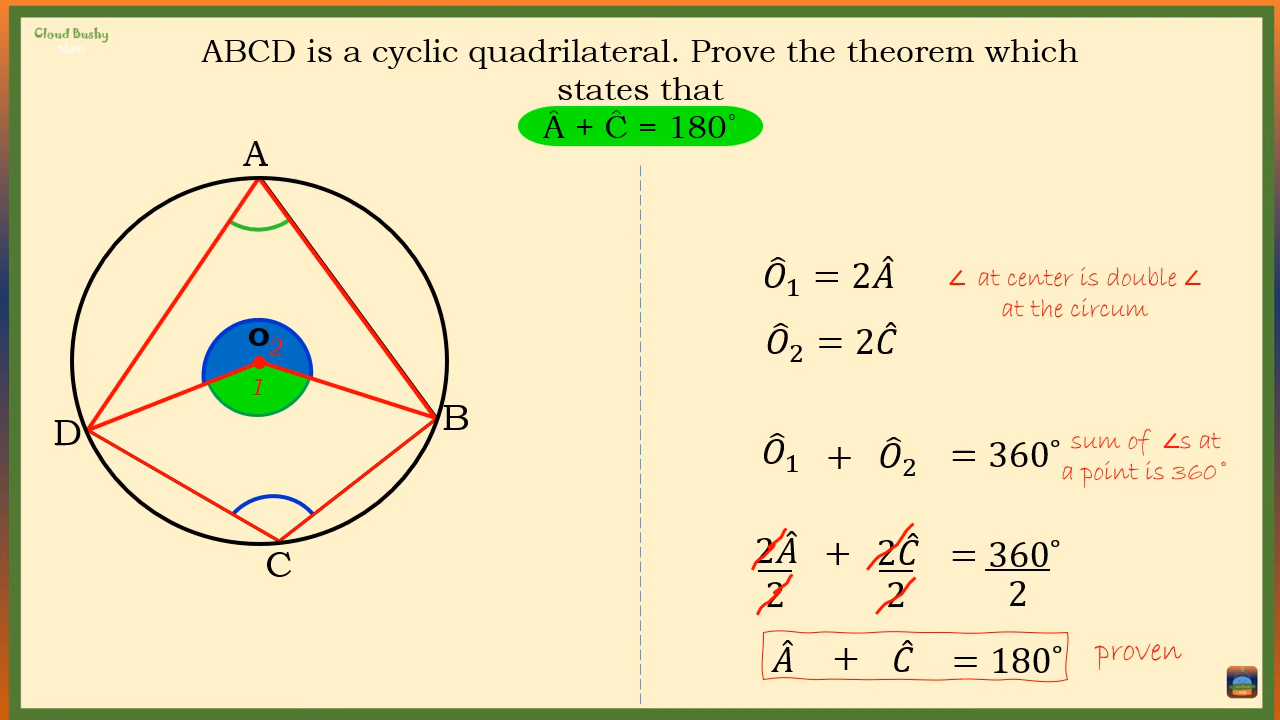 Cloud Bushy
Math
ABCD is a cyclic quadrilateral. Prove the theorem which
states that
Â + Ĉ = 180°
A
O
2
1
D
B
C
Ô₁ = 2Â
∠ at center is double ∠
at the circum
Ô₂ = 2Ĉ
Ô₁ + Ô₂ = 360°
sum of ∠s at
a point is 360°
2Â + 2Ĉ = 360°
2 2 2
Â + Ĉ = 180°
proven